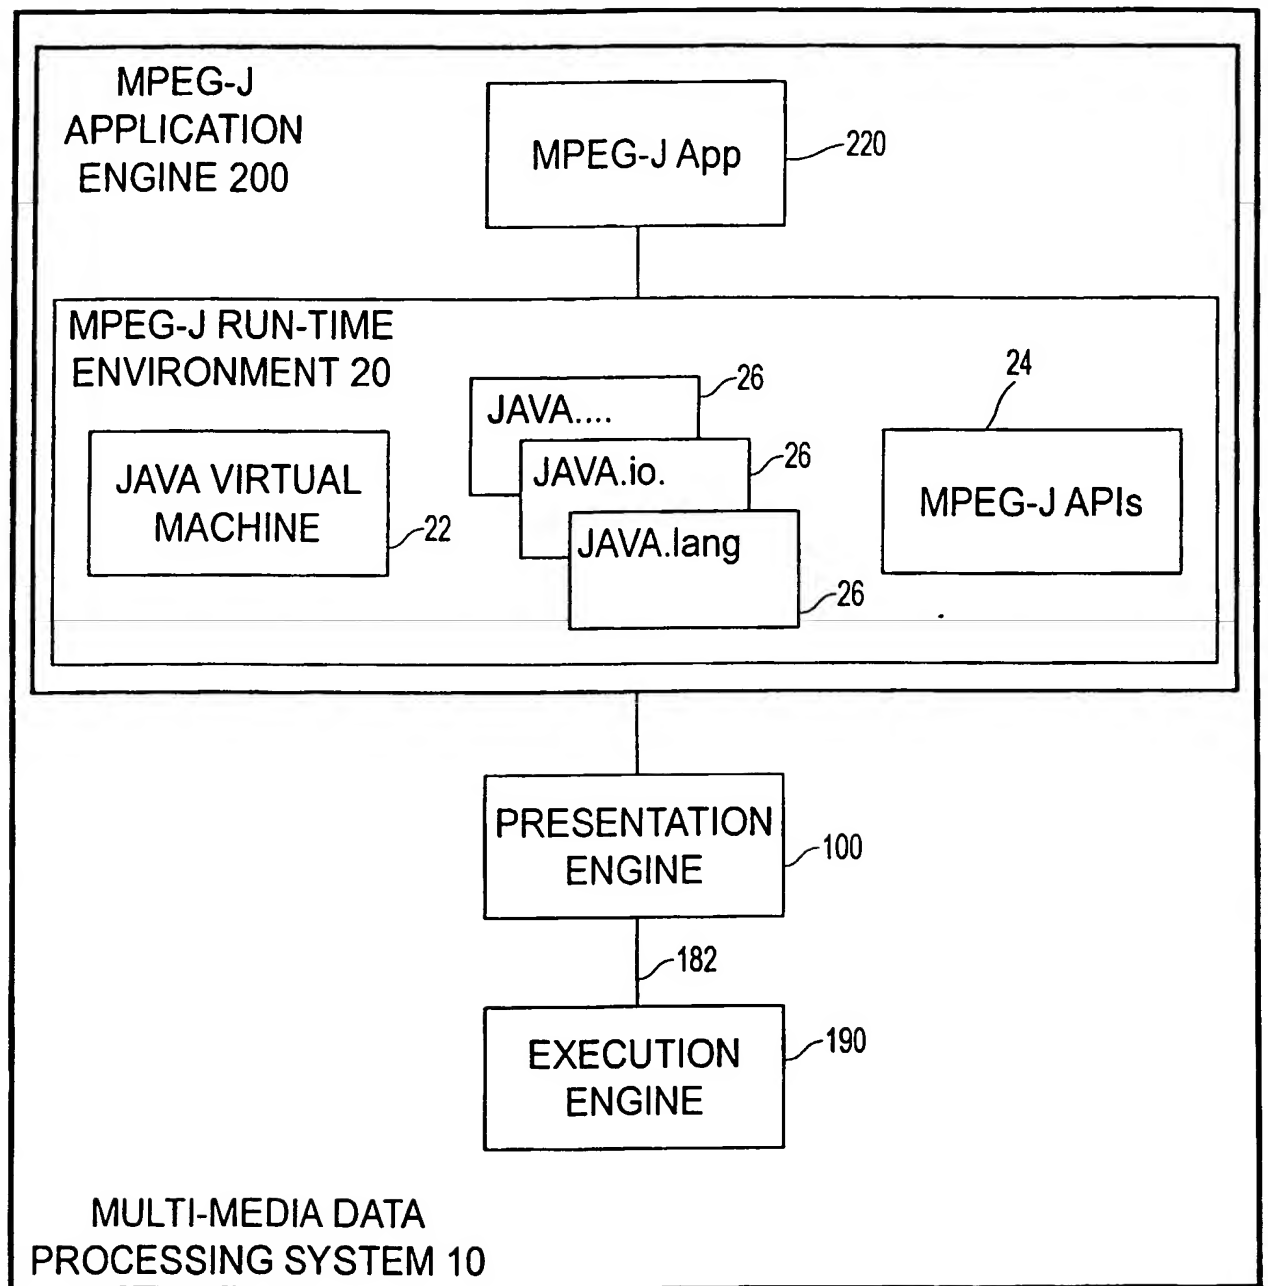 MPEG-J
APPLICATION
ENGINE 200
MPEG-J App
220
MPEG-J RUN-TIME
ENVIRONMENT 20
JAVA VIRTUAL
MACHINE
22
JAVA....
26
JAVA.io.
26
JAVA.lang
26
24
MPEG-J APIs
PRESENTATION
ENGINE
100
182
EXECUTION
ENGINE
190
MULTI-MEDIA DATA
PROCESSING SYSTEM 10